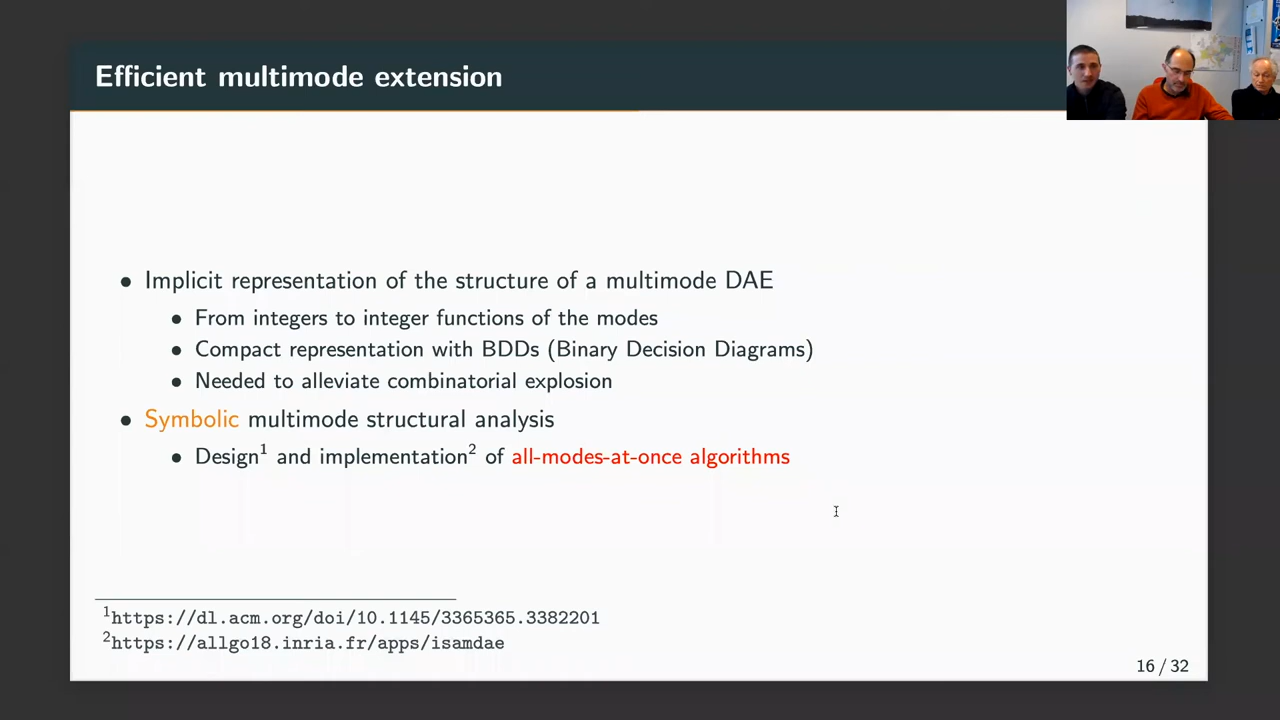 Efficient multimode extension
• Implicit representation of the structure of a multimode DAE
• From integers to integer functions of the modes
• Compact representation with BDDs (Binary Decision Diagrams)
• Needed to alleviate combinatorial explosion
• Symbolic multimode structural analysis
• Design¹ and implementation² of all-modes-at-once algorithms
¹https://dl.acm.org/doi/10.1145/3365365.3382201
²https://allgo18.inria.fr/apps/isamdae
16 / 32